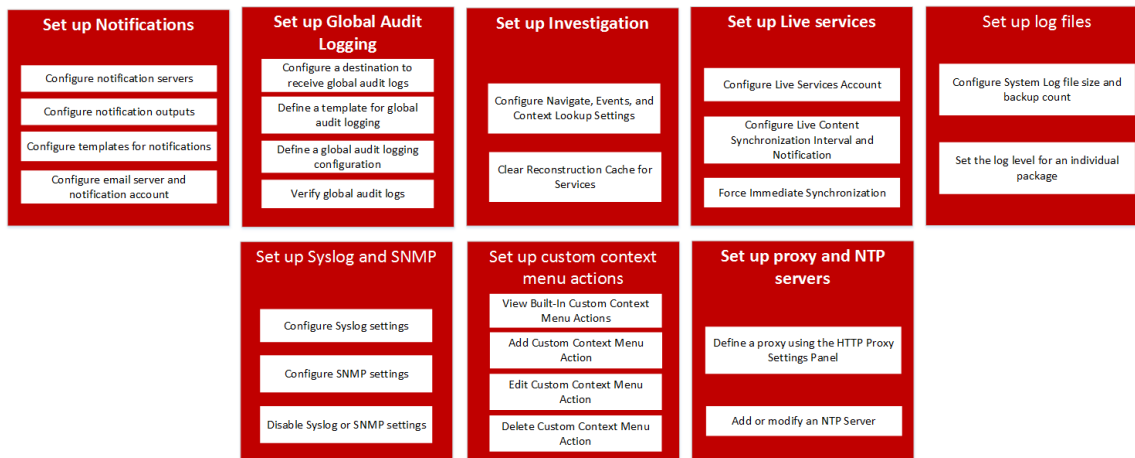 Set up Notifications
Configure notification servers
Configure notification outputs
Configure templates for notifications
Configure email server and
notification account
Set up Global Audit
Logging
Configure a destination to
receive global audit logs
Define a template for global
audit logging
Define a global audit logging
configuration
Verify global audit logs
Set up Investigation
Configure Navigate, Events, and
Context Lookup Settings
Clear Reconstruction Cache for
Services
Set up Live services
Configure Live Services Account
Configure Live Content
Synchronization Interval and
Notification
Force Immediate Synchronization
Set up log files
Configure System Log file size and
backup count
Set the log level for an individual
package
Set up Syslog and SNMP
Configure Syslog settings
Configure SNMP settings
Disable Syslog or SNMP settings
Set up custom context
menu actions
View Built-In Custom Context
Menu Actions
Add Custom Context Menu
Action
Edit Custom Context Menu
Action
Delete Custom Context Menu
Action
Set up proxy and NTP
servers
Define a proxy using the HTTP Proxy
Settings Panel
Add or modify an NTP Server